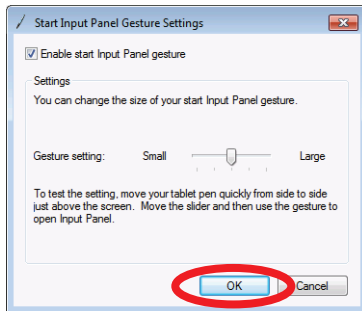 Start Input Panel Gesture Settings
Enable start Input Panel gesture
Settings
You can change the size of your start Input Panel gesture.
Gesture setting: Small Large
To test the setting, move your tablet pen quickly from side to side
just above the screen. Move the slider and then use the gesture to
open Input Panel.
OK Cancel